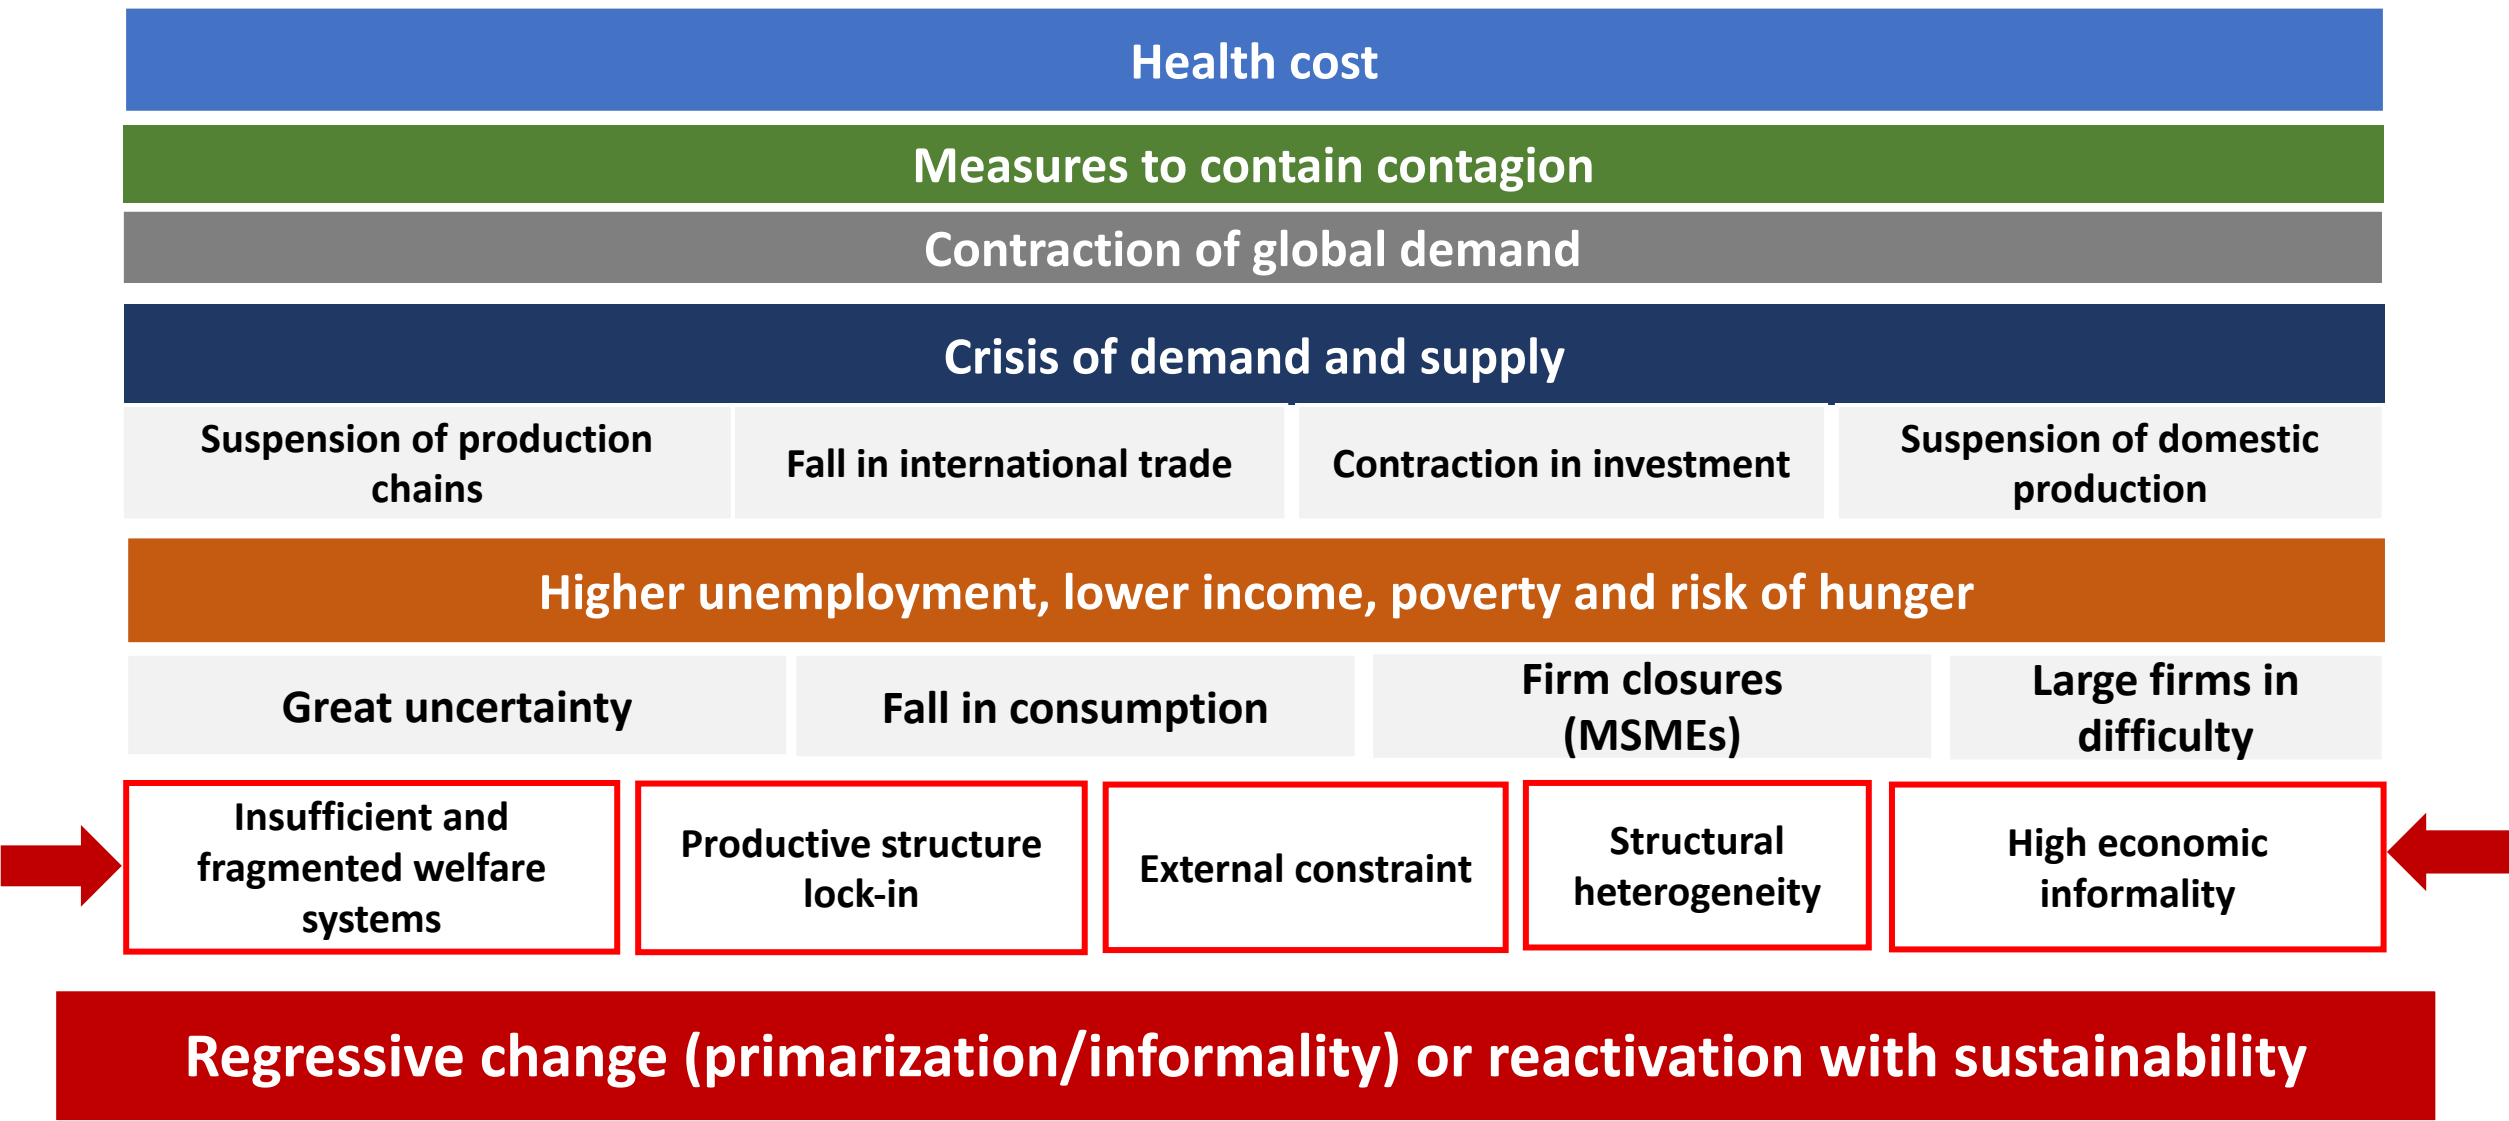 Health cost
Measures to contain contagion
Contraction of global demand
Crisis of demand and supply
Suspension of production
chains
Fall in international trade
Contraction in investment
Suspension of domestic
production
Higher unemployment, lower income, poverty and risk of hunger
Great uncertainty
Fall in consumption
Firm closures
(MSMEs)
Large firms in
difficulty
Insufficient and
fragmented welfare
systems
Productive structure
lock-in
External constraint
Structural
heterogeneity
High economic
informality
Regressive change (primarization/informality) or reactivation with sustainability